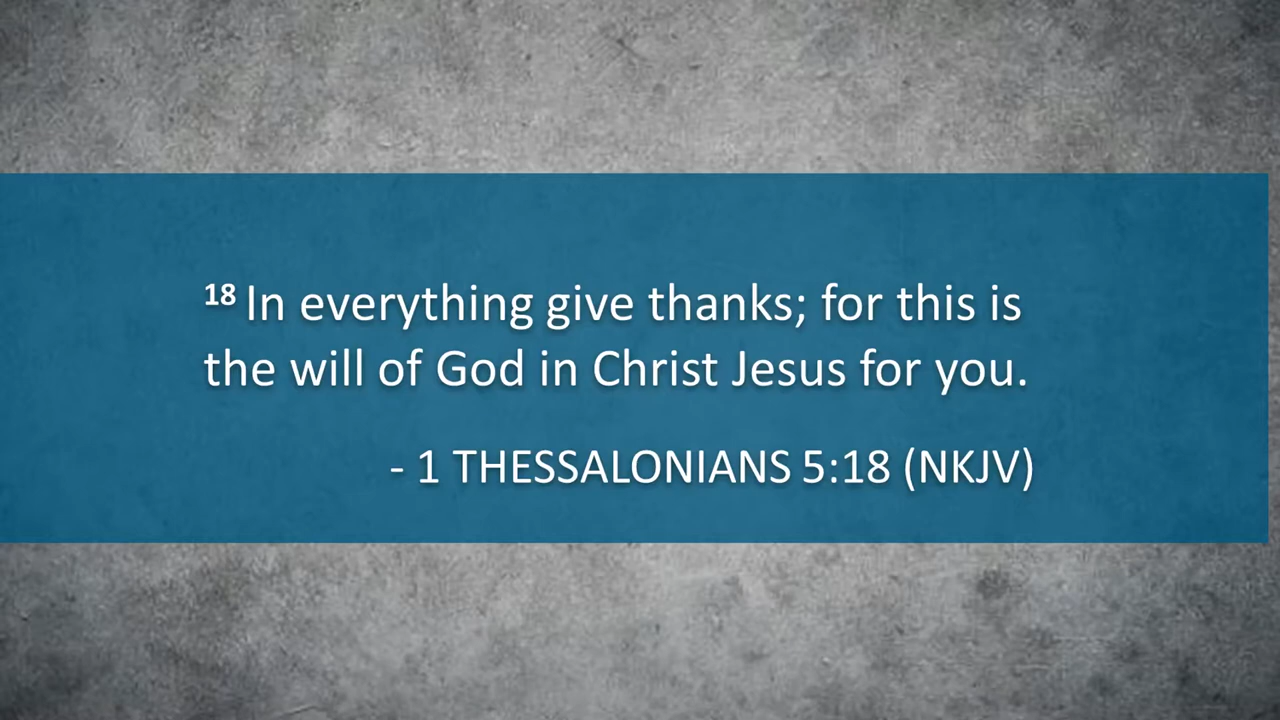 18 In everything give thanks; for this is
the will of God in Christ Jesus for you.
- 1 THESSALONIANS 5:18 (NKJV)